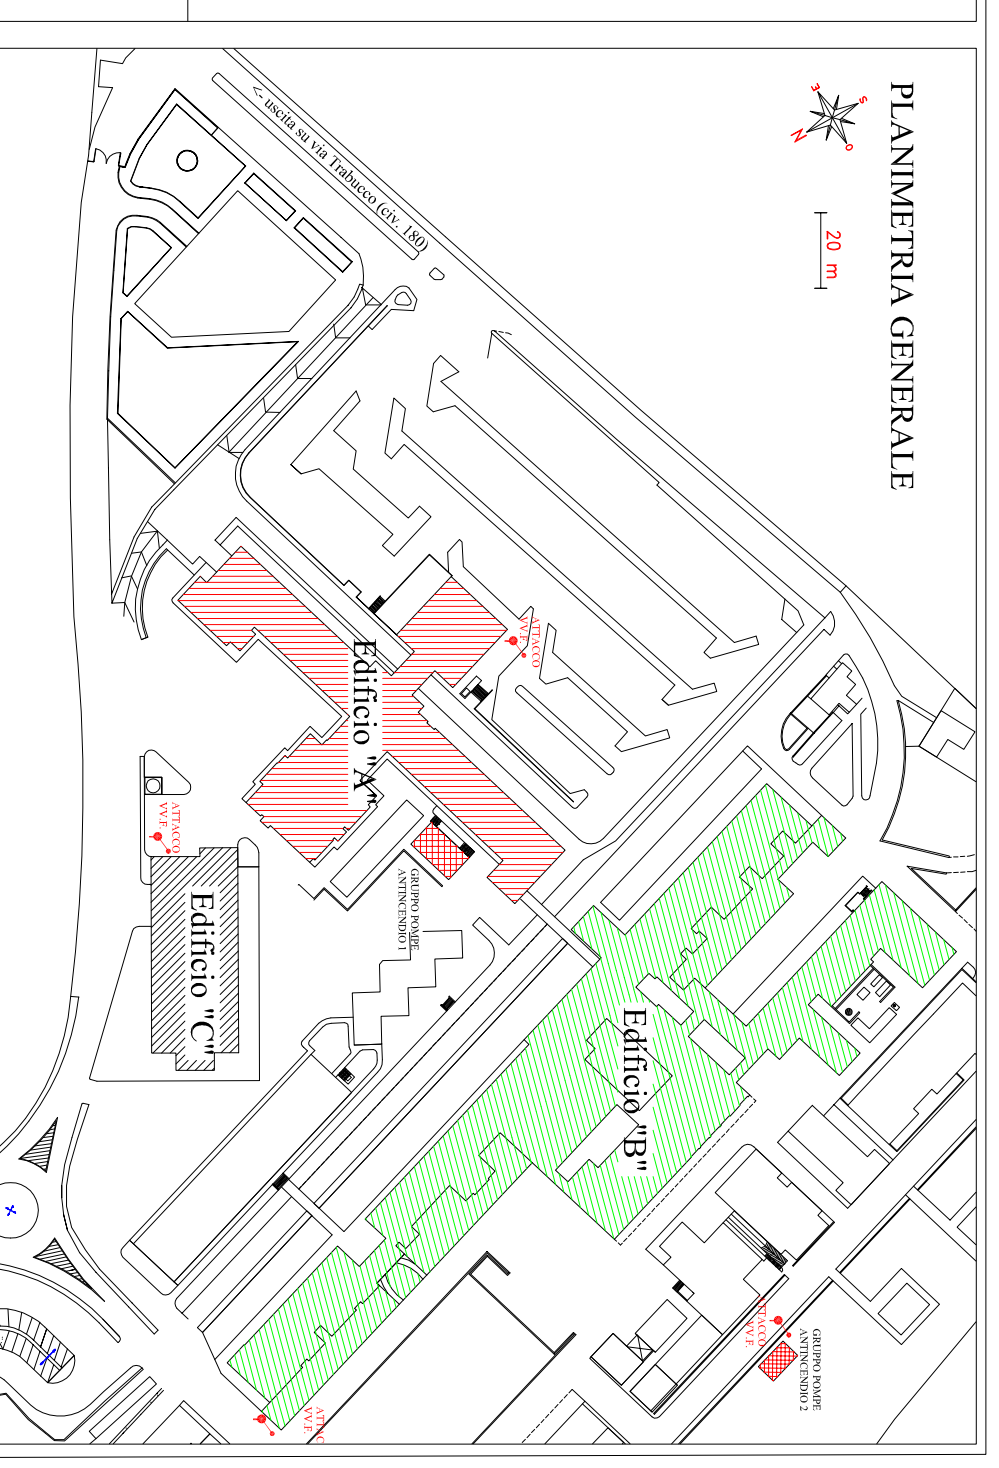 PLANIMETRIA GENERALE
S
E
O
N
20 m
<- uscita su via Trabucco (civ. 180)
ATTACCO
VV.F.
Edificio "A"
ATTACCO
VV.F.
GRUPPO POMPE
ANTINCENDIO 1
Edificio "C"
Edificio "B"
ATTACCO
VV.F.
GRUPPO POMPE
ANTINCENDIO 2
ATTAC
VV.F.